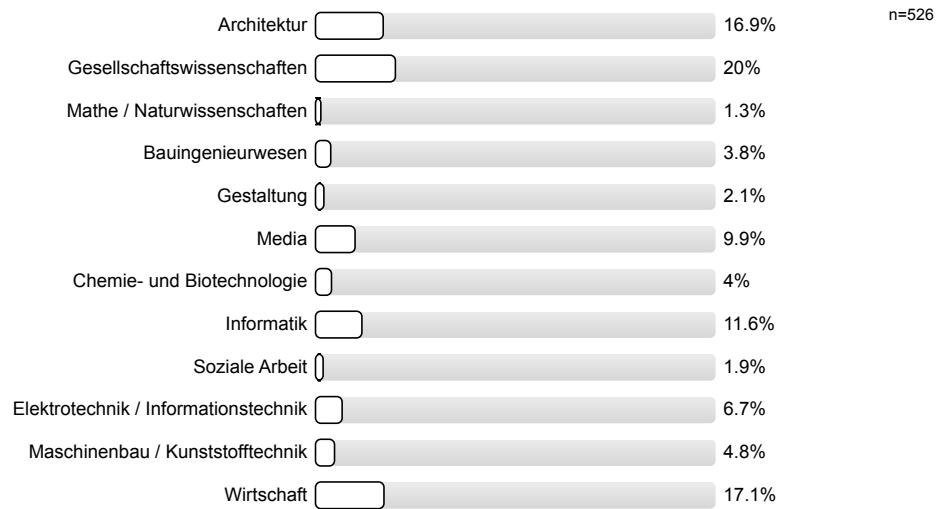 n=526
Architektur 16.9%
Gesellschaftswissenschaften 20%
Mathe / Naturwissenschaften 1.3%
Bauingenieurwesen 3.8%
Gestaltung 2.1%
Media 9.9%
Chemie- und Biotechnologie 4%
Informatik 11.6%
Soziale Arbeit 1.9%
Elektrotechnik / Informationstechnik 6.7%
Maschinenbau / Kunststofftechnik 4.8%
Wirtschaft 17.1%